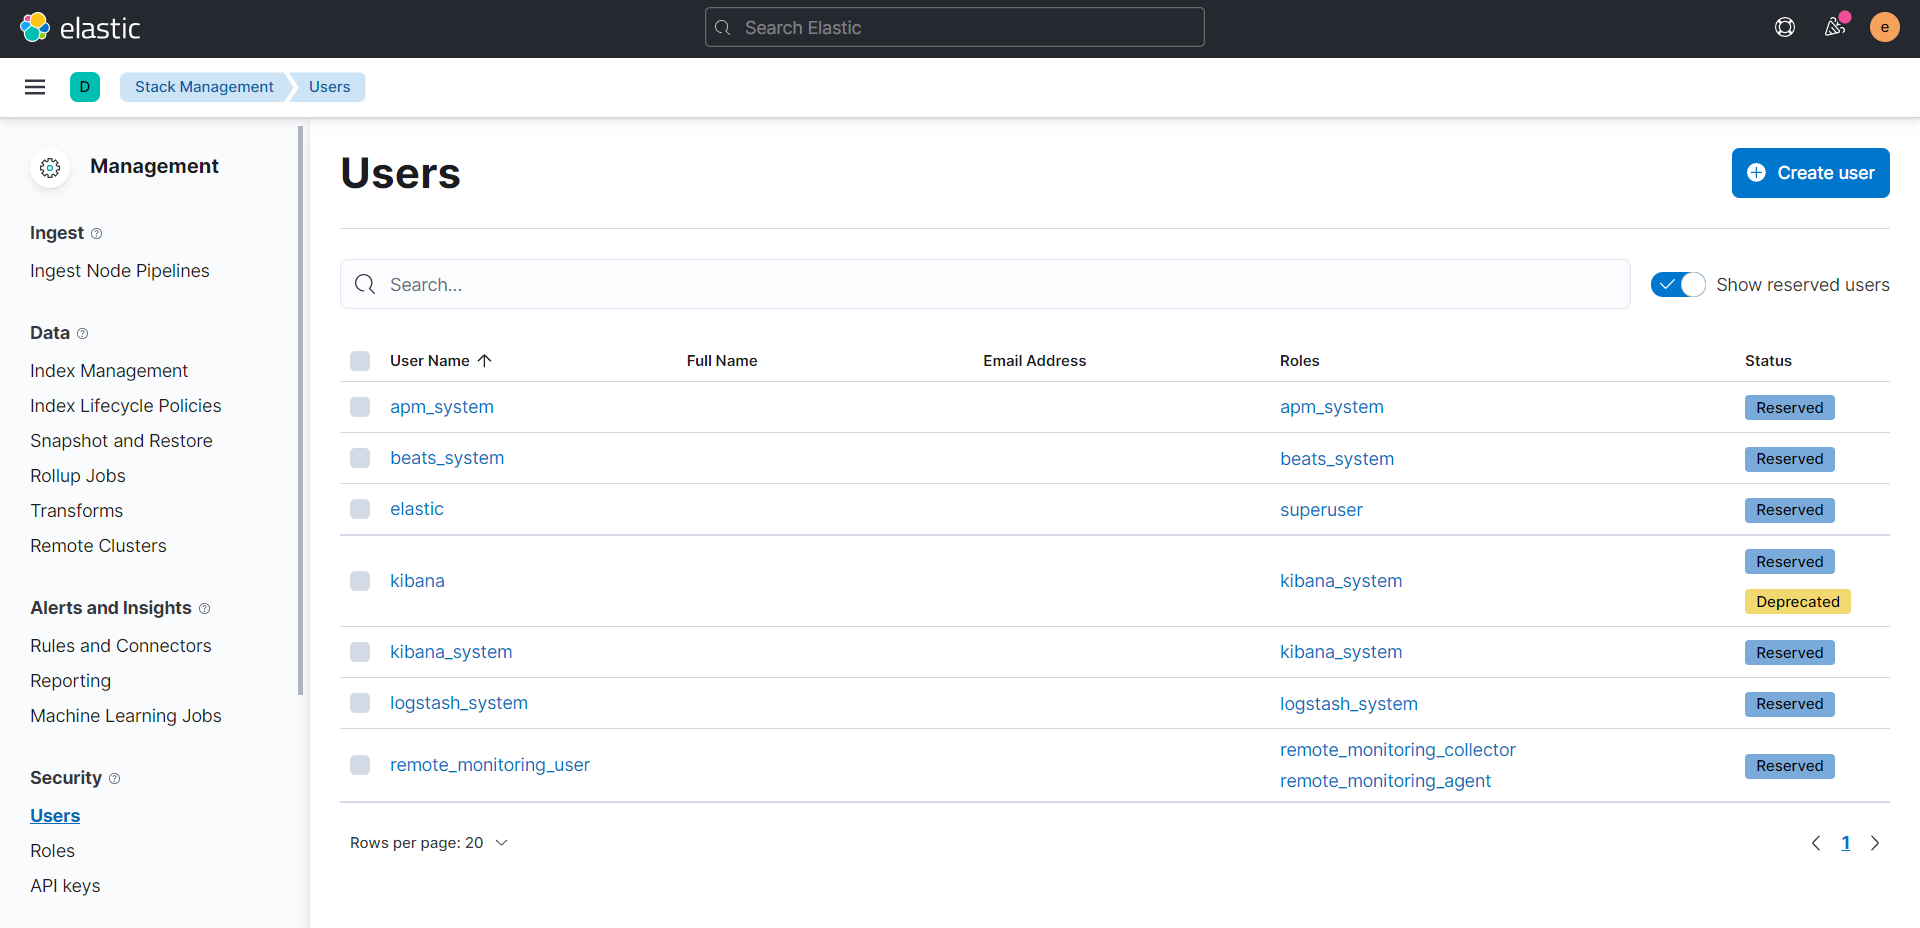 elastic
Search Elastic
e
D
Stack Management
Users
Management
Ingest
Ingest Node Pipelines
Data
Index Management
Index Lifecycle Policies
Snapshot and Restore
Rollup Jobs
Transforms
Remote Clusters
Alerts and Insights
Rules and Connectors
Reporting
Machine Learning Jobs
Security
Users
Roles
API keys
Users
Create user
Search...
Show reserved users
User Name Full Name Email Address Roles Status
apm_system apm_system Reserved
beats_system beats_system Reserved
elastic superuser Reserved
kibana kibana_system Reserved
Deprecated
kibana_system kibana_system Reserved
logstash_system logstash_system Reserved
remote_monitoring_user remote_monitoring_collector Reserved
remote_monitoring_agent
Rows per page: 20
1